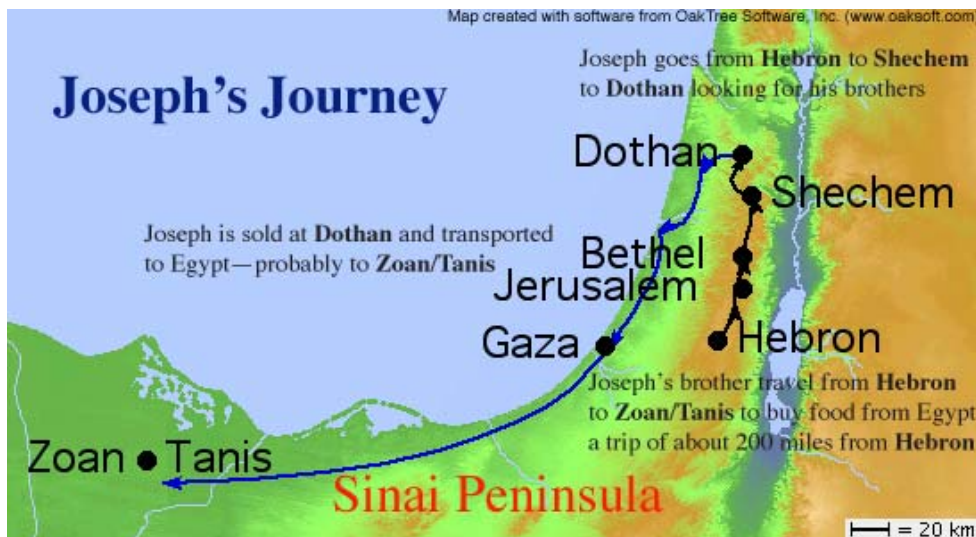 Map created with software from OakTree Software, Inc. (www.oaksoft.com
Joseph's Journey
Joseph goes from Hebron to Shechem
to Dothan looking for his brothers
Dothan
Shechem
Joseph is sold at Dothan and transported
to Egypt—probably to Zoan/Tanis
Bethel
Jerusalem
Gaza
Hebron
Joseph's brother travel from Hebron
to Zoan/Tanis to buy food from Egypt
a trip of about 200 miles from Hebron
Zoan Tanis
Sinai Peninsula
= 20 km